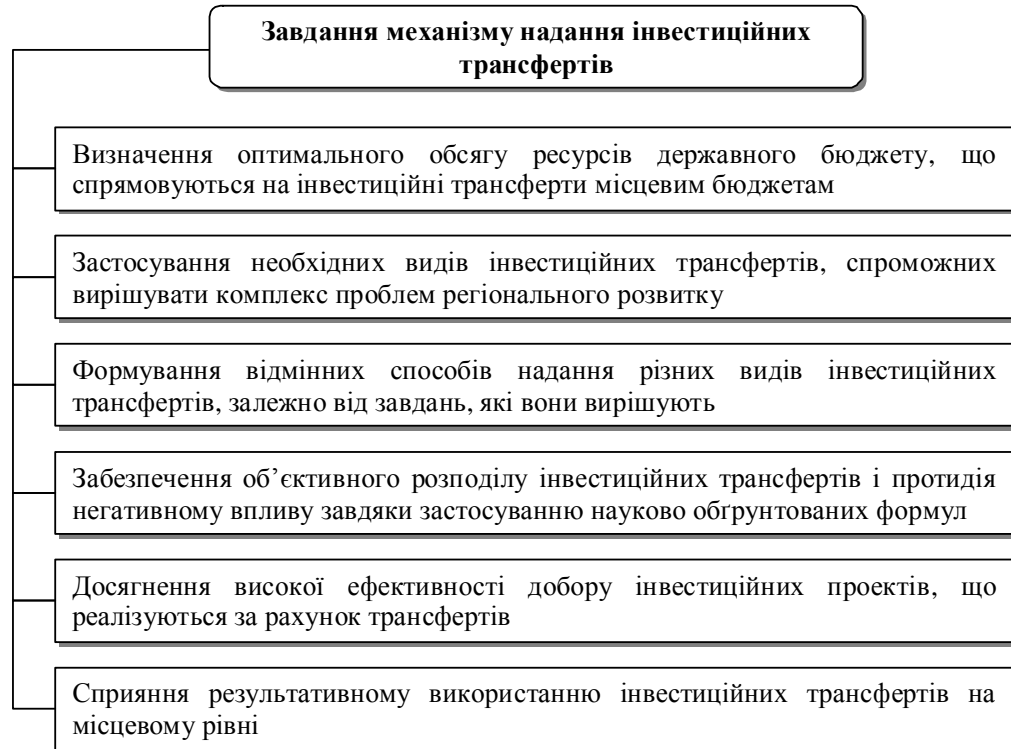 Завдання механізму надання інвестиційних
трансфертів
Визначення оптимального обсягу ресурсів державного бюджету, що
спрямовуються на інвестиційні трансферти місцевим бюджетам
Застосування необхідних видів інвестиційних трансфертів, спроможних
вирішувати комплекс проблем регіонального розвитку
Формування відмінних способів надання різних видів інвестиційних
трансфертів, залежно від завдань, які вони вирішують
Забезпечення об’єктивного розподілу інвестиційних трансфертів і протидія
негативному впливу завдяки застосуванню науково обґрунтованих формул
Досягнення високої ефективності добору інвестиційних проектів, що
реалізуються за рахунок трансфертів
Сприяння результативному використанню інвестиційних трансфертів на
місцевому рівні